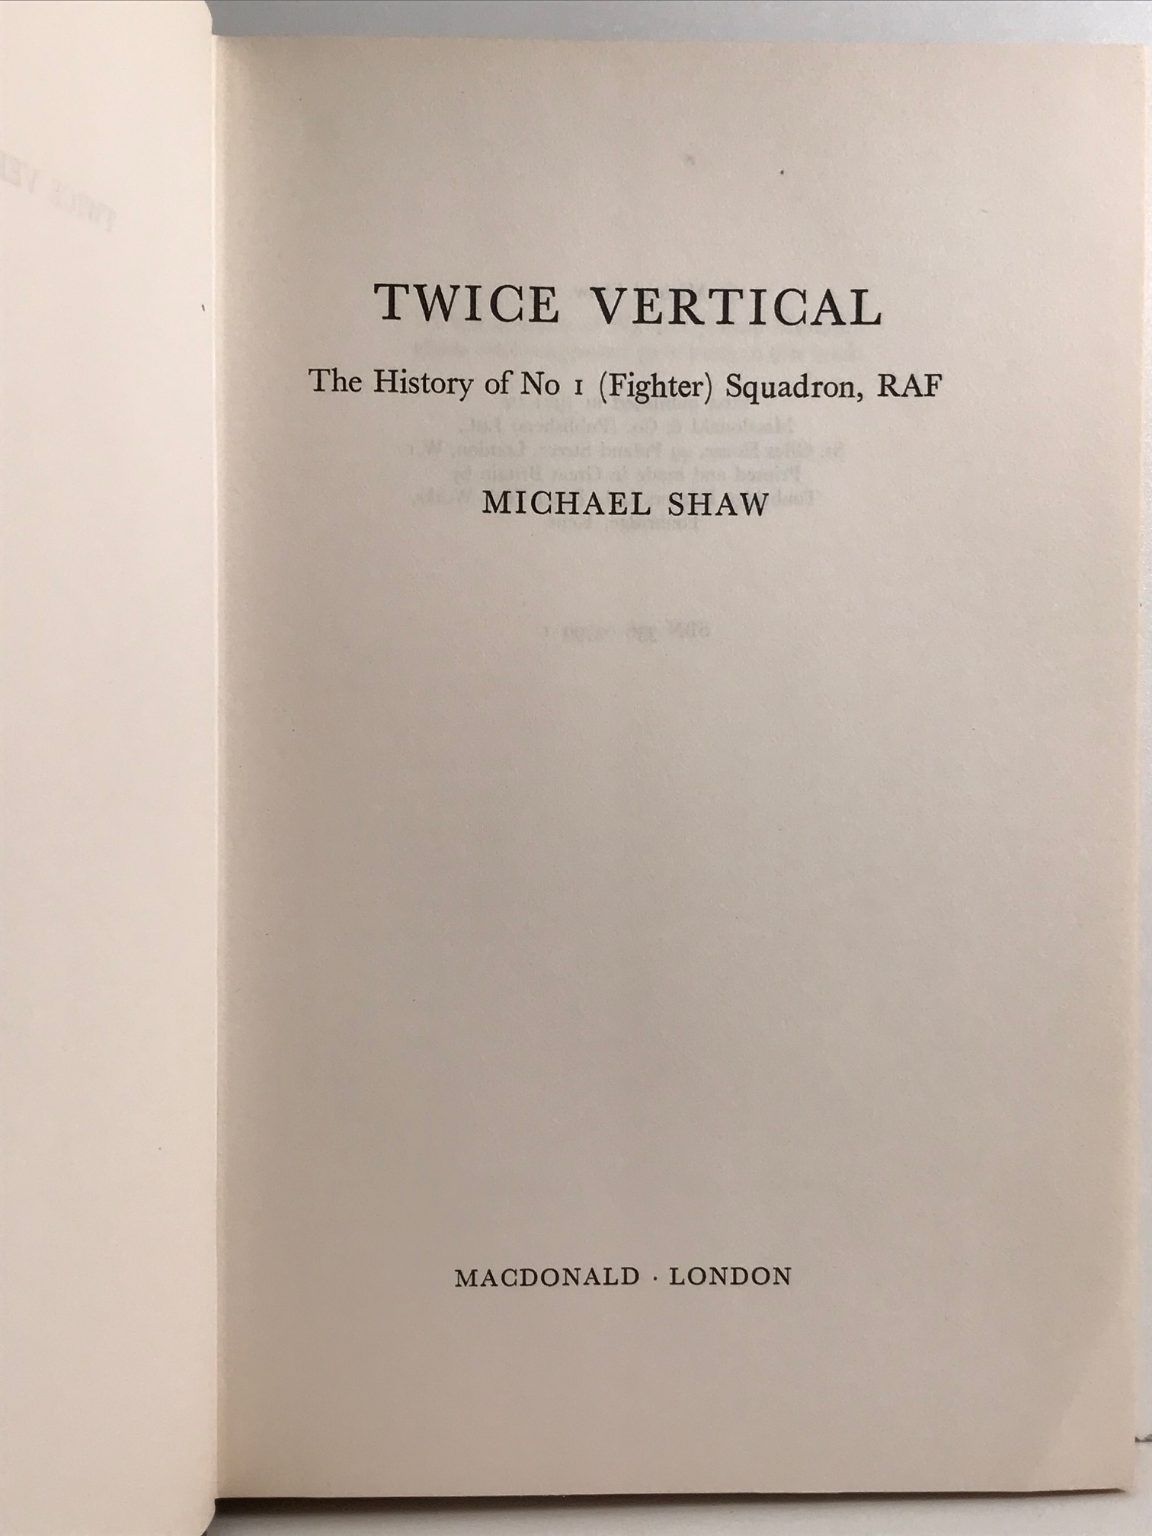 TWICE VERTICAL
The History of No 1 (Fighter) Squadron, RAF
MICHAEL SHAW
MACDONALD · LONDON